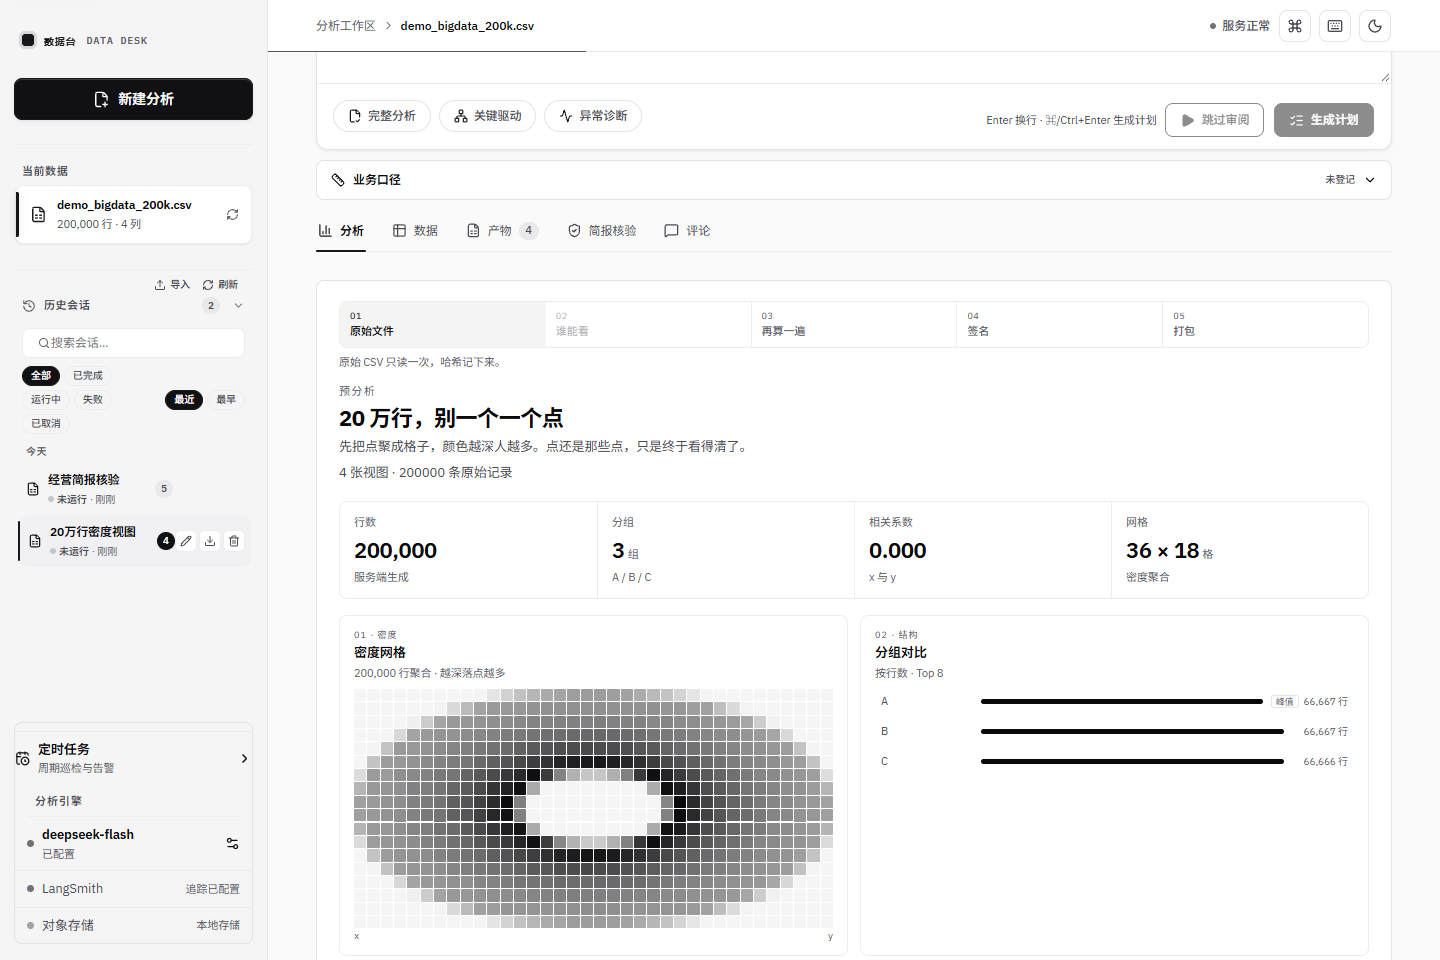 数据台 DATA DESK
新建分析
当前数据
demo_bigdata_200k.csv
200,000 行 · 4 列
导入 刷新
历史会话 2
搜索会话...
全部 已完成
运行中 失败 最近 最早
已取消
今天
经营简报核验 5
未运行 · 刚刚
20万行密度视图 4
未运行 · 刚刚
定时任务
周期巡检与告警
分析引擎
deepseek-flash
已配置
LangSmith 追踪已配置
对象存储 本地存储
分析工作区 > demo_bigdata_200k.csv
服务正常
完整分析 关键驱动 异常诊断
Enter 换行 · ⌘/Ctrl+Enter 生成计划 跳过审阅 生成计划
业务口径 未登记
分析 数据 产物 4 简报核验 评论
01 02 03 04 05
原始文件 谁能看 再算一遍 签名 打包
原始 CSV 只读一次，哈希记下来。
预分析
20 万行，别一个一个点
先把点聚成格子，颜色越深人越多。点还是那些点，只是终于看得清了。
4 张视图 · 200000 条原始记录
行数 分组 相关系数 网格
200,000 3 组 0.000 36 × 18 格
服务端生成 A / B / C x 与 y 密度聚合
01 · 密度
密度网格
200,000 行聚合 · 越深落点越多
x y
02 · 结构
分组对比
按行数 · Top 8
A 峰值 66,667 行
B 66,667 行
C 66,666 行